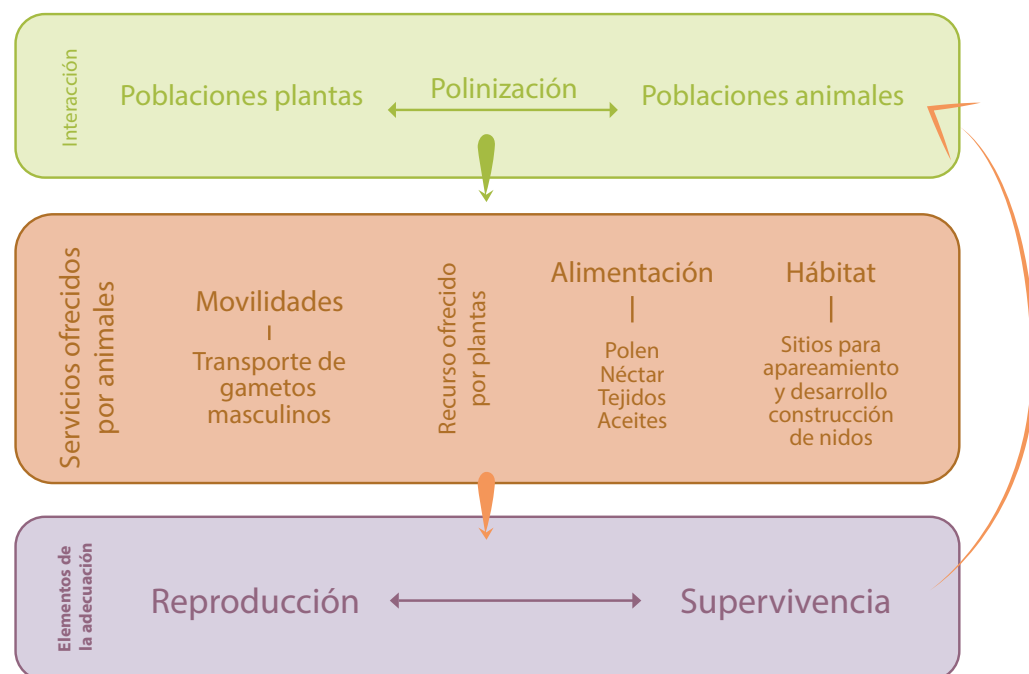 Interacción
Poblaciones plantas
Polinización
Poblaciones animales
Servicios ofrecidos
por animales
Movilidades
Transporte de
gametos
masculinos
Recurso ofrecido
por plantas
Alimentación
Polen
Néctar
Tejidos
Aceites
Hábitat
Sitios para
apareamiento
y desarrollo
construcción
de nidos
Elementos de
la adecuación
Reproducción
Supervivencia